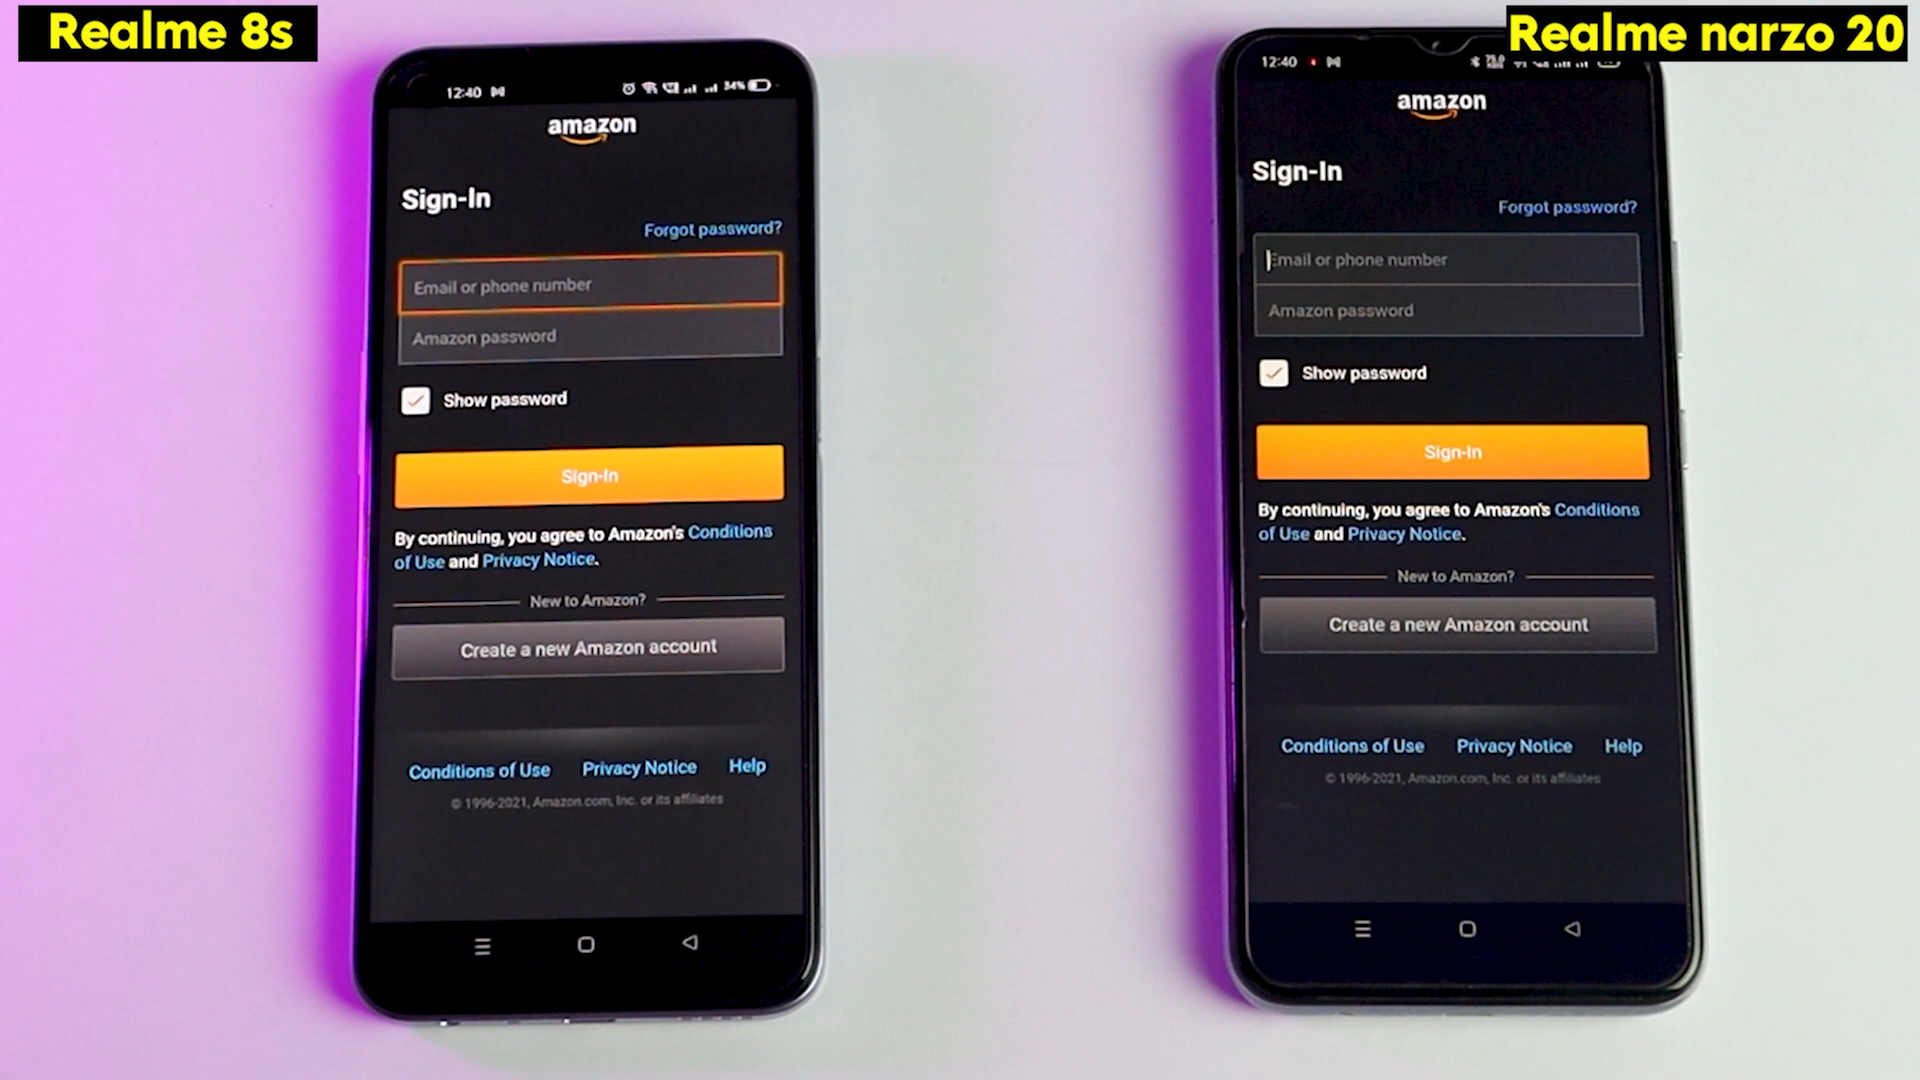 Realme 8s
12:40
34%
amazon
Sign-In
Forgot password?
Email or phone number
Amazon password
Show password
Sign-In
By continuing, you agree to Amazon's Conditions
of Use and Privacy Notice.
New to Amazon?
Create a new Amazon account
Conditions of Use Privacy Notice Help
© 1996-2021, Amazon.com, Inc. or its affiliates
Realme narzo 20
12:40
amazon
Sign-In
Forgot password?
Email or phone number
Amazon password
Show password
Sign-In
By continuing, you agree to Amazon's Conditions
of Use and Privacy Notice.
New to Amazon?
Create a new Amazon account
Conditions of Use Privacy Notice Help
© 1996-2021, Amazon.com, Inc. or its affiliates